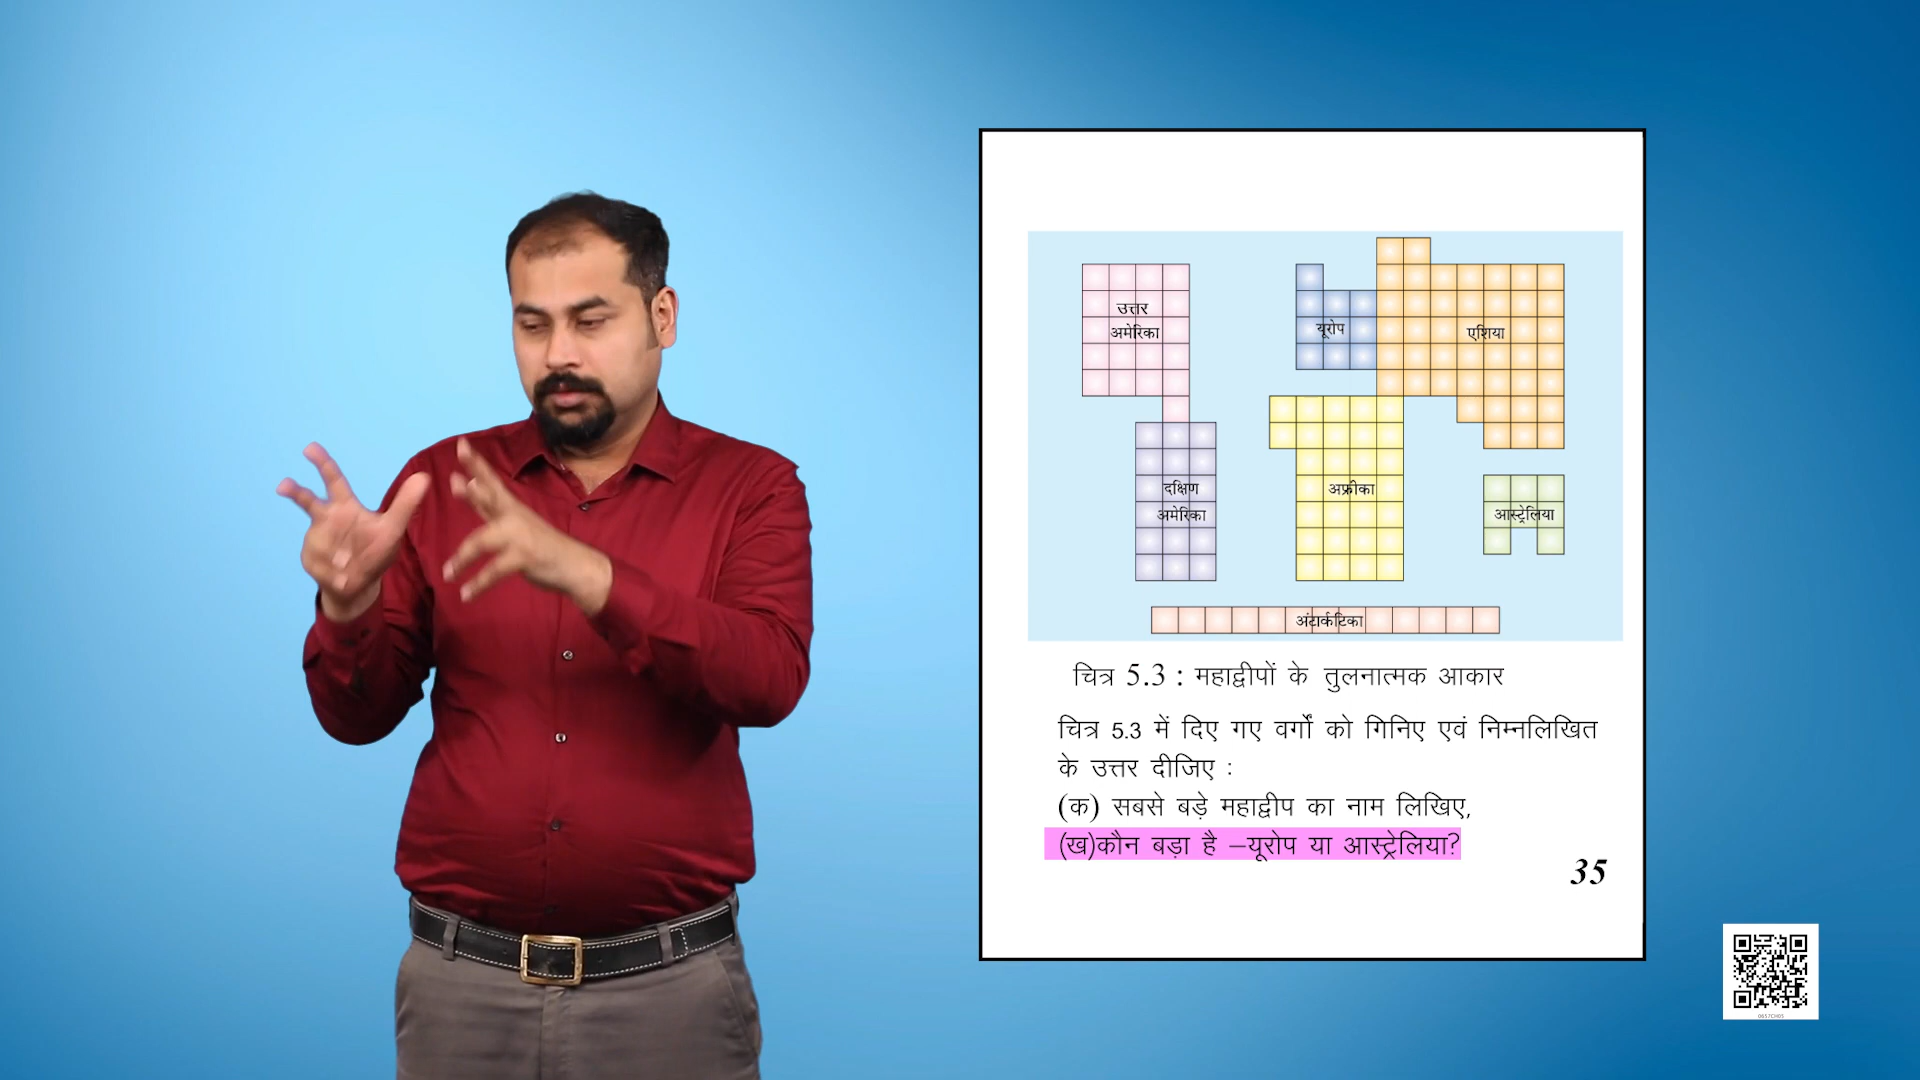 उत्तर
अमेरिका
यूरोप
एशिया
दक्षिण
अमेरिका
अफ्रीका
आस्ट्रेलिया
अंटार्कटिका
चित्र 5.3 : महाद्वीपों के तुलनात्मक आकार
चित्र 5.3 में दिए गए वर्गों को गिनिए एवं निम्नलिखित
के उत्तर दीजिए :
(क) सबसे बड़े महाद्वीप का नाम लिखिए,
(ख)कौन बड़ा है –यूरोप या आस्ट्रेलिया?
35
0657CH05